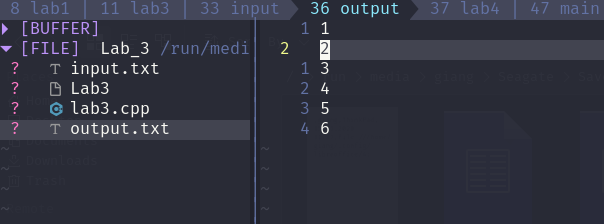 8 lab1 | 11 lab3 | 33 input 36 output 37 lab4 | 47 main
[BUFFER]
[FILE] Lab_3 /run/medi
? input.txt
? Lab3
? lab3.cpp
? output.txt
~
~
~
~
1 1
2 2
1 3
2 4
3 5
4 6
~
~
~
~